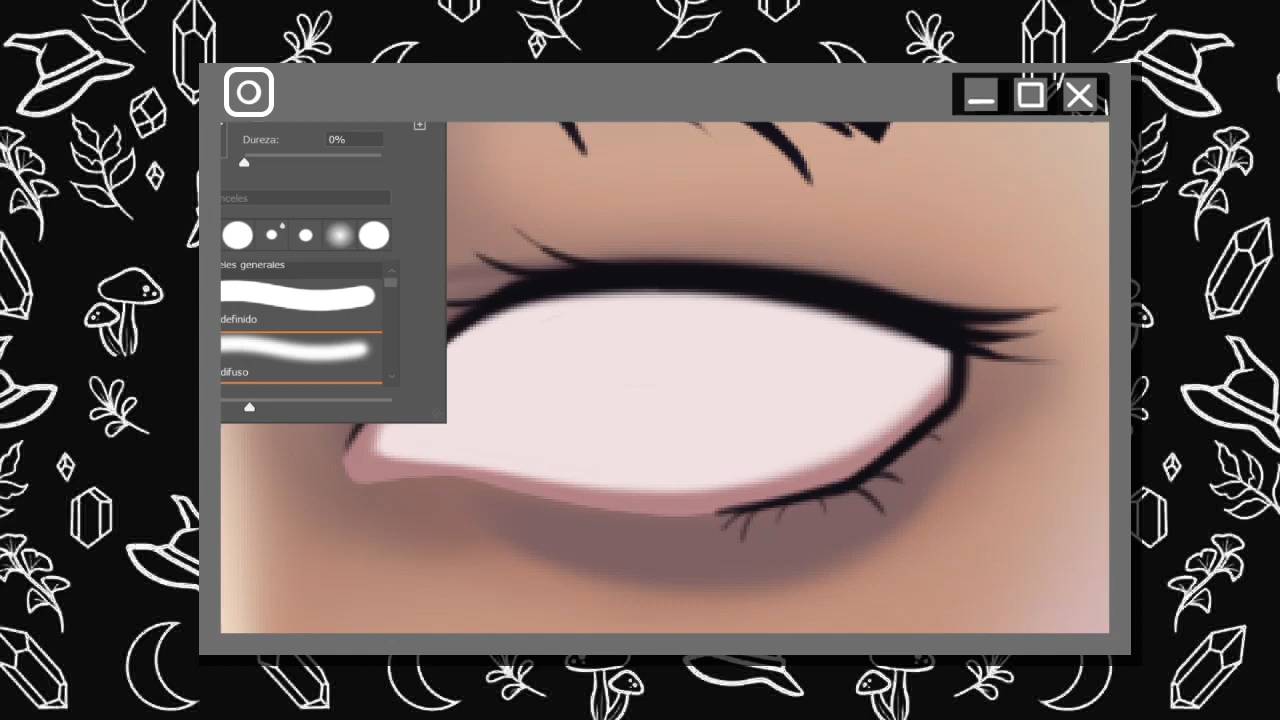 Dureza: 0%
nceles
eles generales
definido
difuso